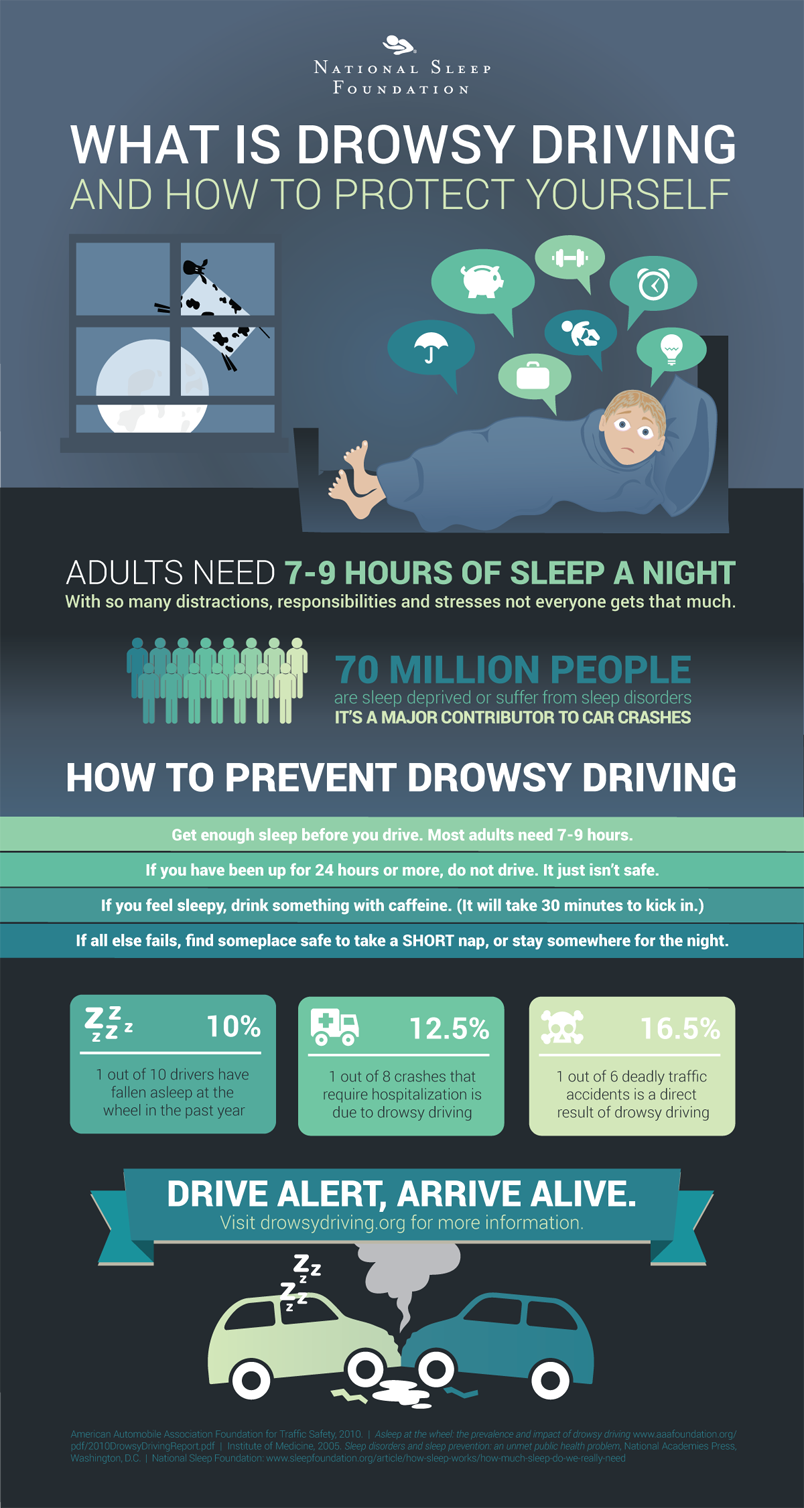 NATIONAL SLEEP
FOUNDATION
WHAT IS DROWSY DRIVING
AND HOW TO PROTECT YOURSELF
ADULTS NEED 7-9 HOURS OF SLEEP A NIGHT
With so many distractions, responsibilities and stresses not everyone gets that much.
70 MILLION PEOPLE
are sleep deprived or suffer from sleep disorders
IT'S A MAJOR CONTRIBUTOR TO CAR CRASHES
HOW TO PREVENT DROWSY DRIVING
Get enough sleep before you drive. Most adults need 7-9 hours.
If you have been up for 24 hours or more, do not drive. It just isn't safe.
If you feel sleepy, drink something with caffeine. (It will take 30 minutes to kick in.)
If all else fails, find someplace safe to take a SHORT nap, or stay somewhere for the night.
zzzzz
10%
1 out of 10 drivers have
fallen asleep at the
wheel in the past year
12.5%
1 out of 8 crashes that
require hospitalization is
due to drowsy driving
16.5%
1 out of 6 deadly traffic
accidents is a direct
result of drowsy driving
DRIVE ALERT, ARRIVE ALIVE.
Visit drowsydriving.org for more information.
zzzzzz
American Automobile Association Foundation for Traffic Safety, 2010. | Asleep at the wheel: the prevalence and impact of drowsy driving www.aaafoundation.org/
pdf/2010DrowsyDrivingReport.pdf | Institute of Medicine, 2005. Sleep disorders and sleep prevention: an unmet public health problem, National Academies Press,
Washington, D.C. | National Sleep Foundation: www.sleepfoundation.org/article/how-sleep-works/how-much-sleep-do-we-really-need